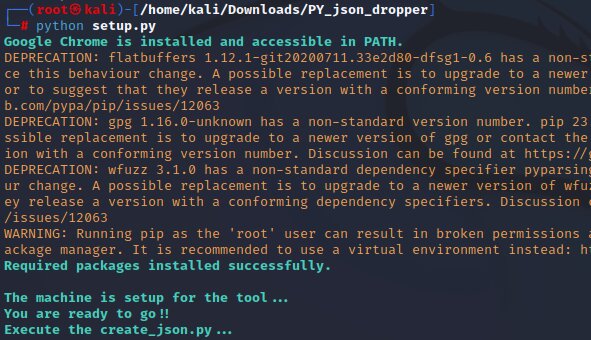 (root㉿kali)-[/home/kali/Downloads/PY_json_dropper]
# python setup.py
Google Chrome is installed and accessible in PATH.
DEPRECATION: flatbuffers 1.12.1-git20200711.33e2d80-dfsg1-0.6 has a non-st
ce this behaviour change. A possible replacement is to upgrade to a newer
or to suggest that they release a version with a conforming version numbe
b.com/pypa/pip/issues/12063
DEPRECATION: gpg 1.16.0-unknown has a non-standard version number. pip 23
ssible replacement is to upgrade to a newer version of gpg or contact the
ion with a conforming version number. Discussion can be found at https://g
DEPRECATION: wfuzz 3.1.0 has a non-standard dependency specifier pyparsing
ur change. A possible replacement is to upgrade to a newer version of wfuz
ey release a version with a conforming dependency specifiers. Discussion c
/issues/12063
WARNING: Running pip as the 'root' user can result in broken permissions a
ackage manager. It is recommended to use a virtual environment instead: ht
Required packages installed successfully.
The machine is setup for the tool...
You are ready to go!!
Execute the create_json.py...